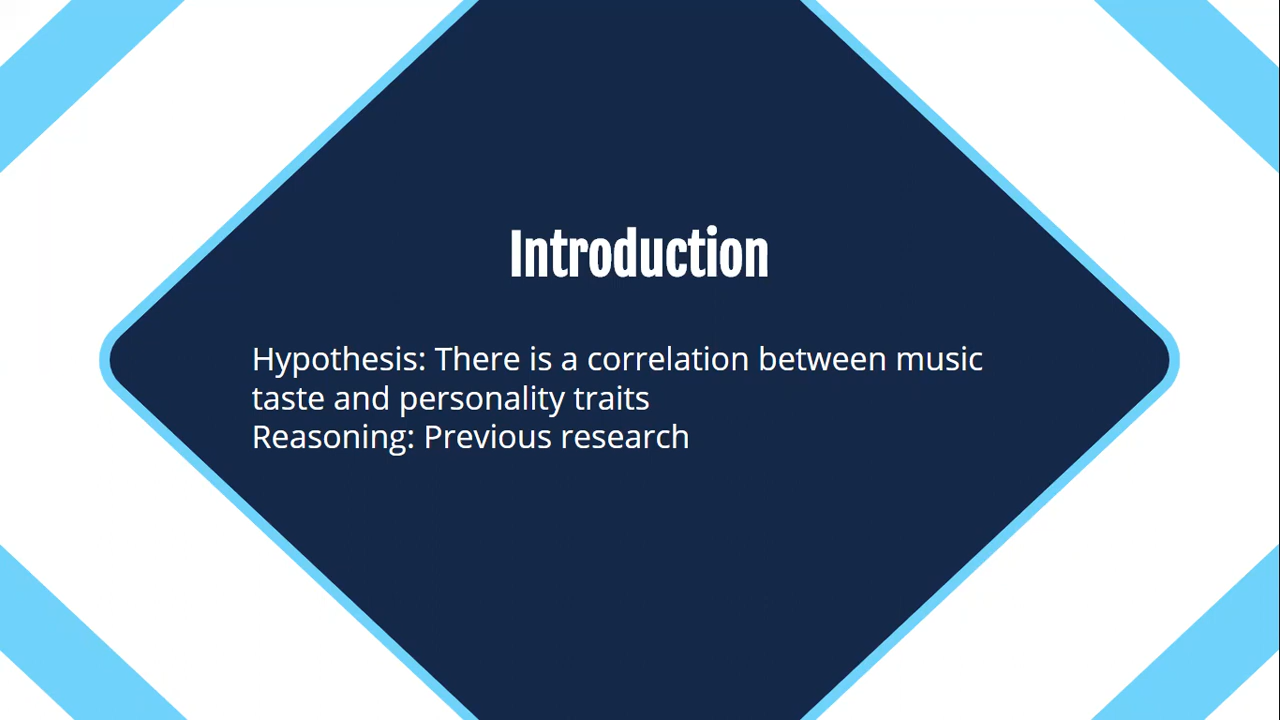 Introduction
Hypothesis: There is a correlation between music
taste and personality traits
Reasoning: Previous research